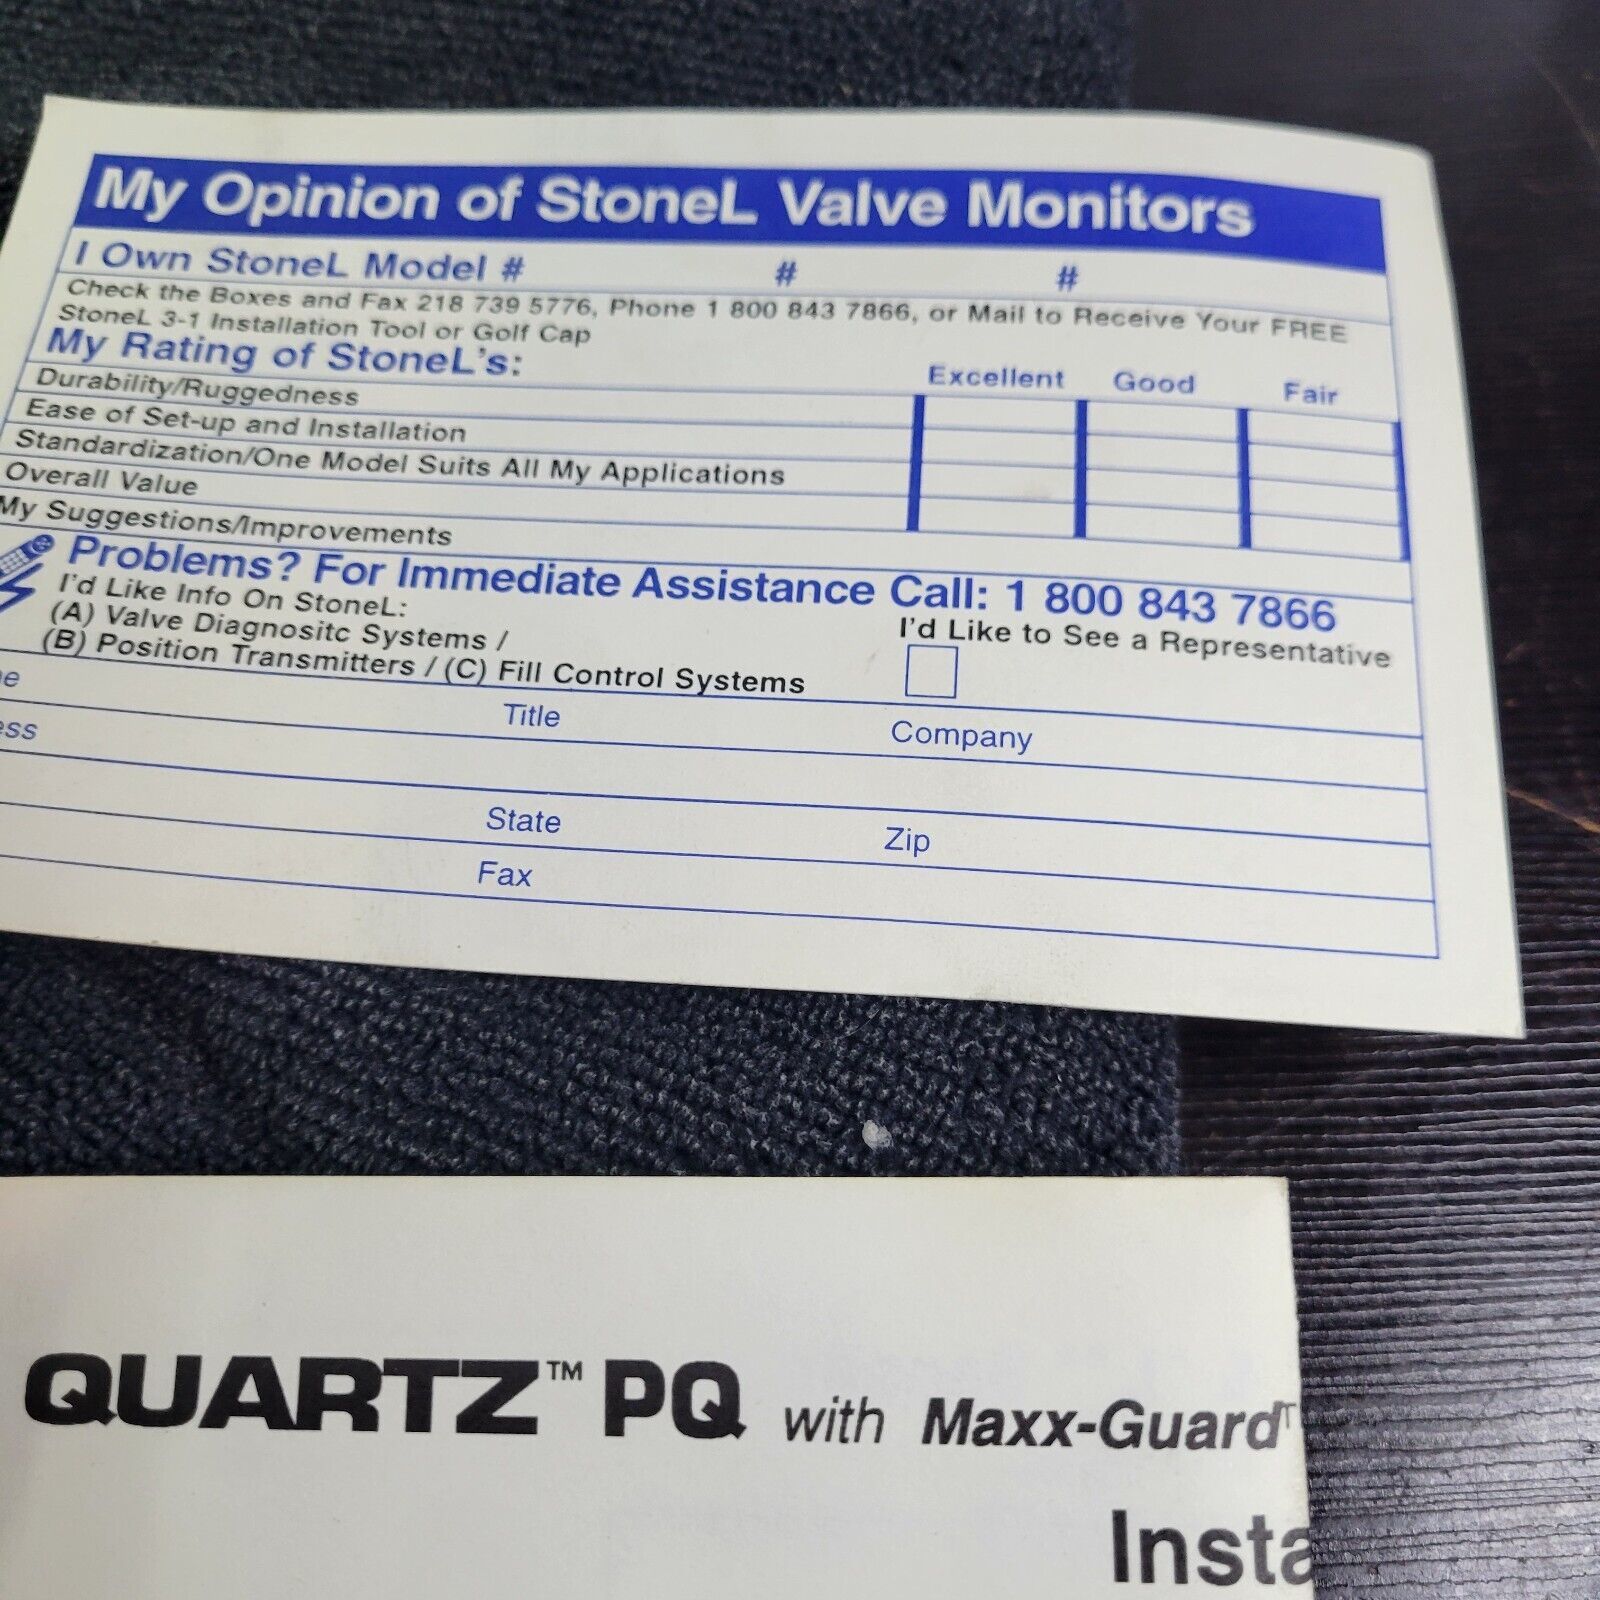 My Opinion of StoneL Valve Monitors
I Own StoneL Model # # #
Check the Boxes and Fax 218 739 5776, Phone 1 800 843 7866, or Mail to Receive Your FREE
StoneL 3-1 Installation Tool or Golf Cap
My Rating of StoneL's: Excellent Good Fair
Durability/Ruggedness
Ease of Set-up and Installation
Standardization/One Model Suits All My Applications
Overall Value
My Suggestions/Improvements
Problems? For Immediate Assistance Call: 1 800 843 7866
I'd Like Info On StoneL:
(A) Valve Diagnositc Systems /
(B) Position Transmitters / (C) Fill Control Systems
I'd Like to See a Representative
e Title Company
ess
State Zip
Fax
QUARTZ™ PQ with Maxx-Guard
Insta